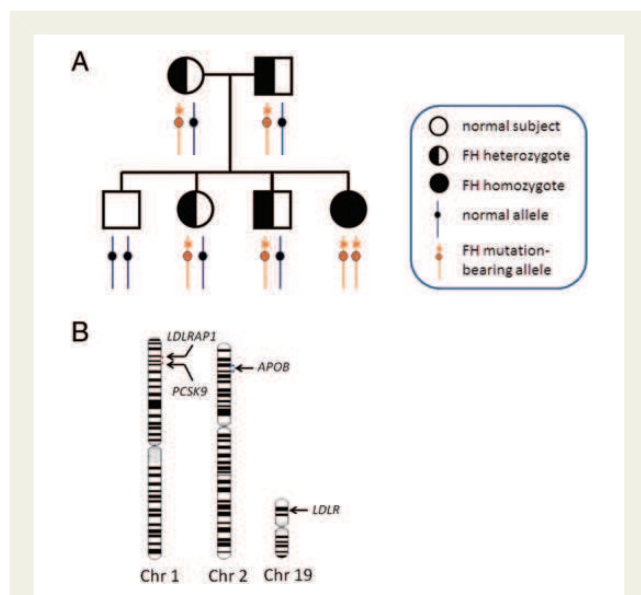 A
normal subject
FH heterozygote
FH homozygote
normal allele
FH mutation-
bearing allele
B
LDLRAP1
PCSK9
APOB
LDLR
Chr 1
Chr 2
Chr 19